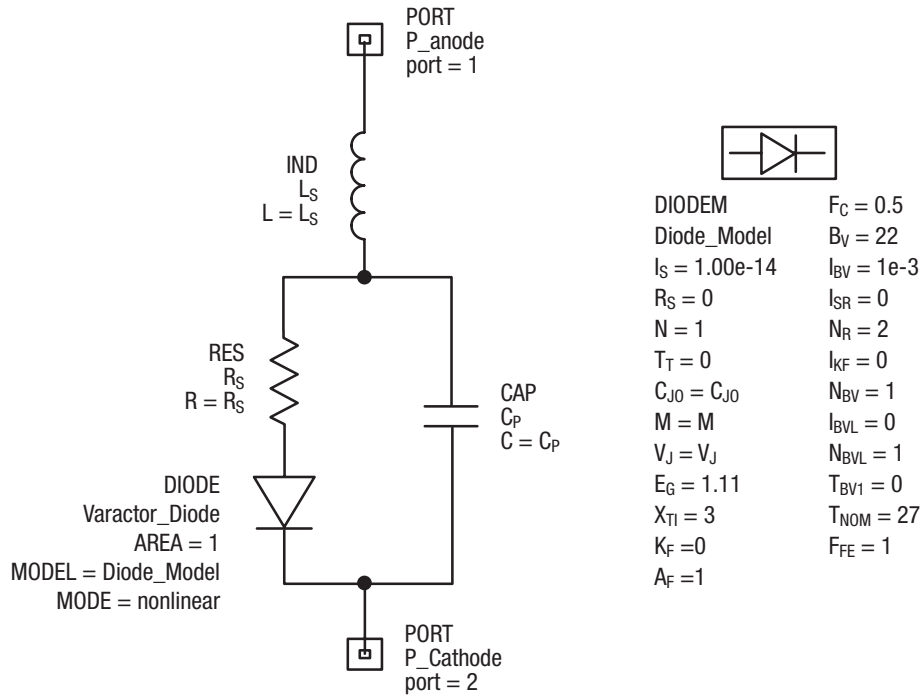 PORT
P_anode
port = 1
IND
L_S
L = L_S
RES
R_S
R = R_S
CAP
C_P
C = C_P
DIODE
Varactor_Diode
AREA = 1
MODEL = Diode_Model
MODE = nonlinear
PORT
P_Cathode
port = 2
DIODEM
Diode_Model
I_S = 1.00e-14
R_S = 0
N = 1
T_T = 0
C_J0 = C_J0
M = M
V_J = V_J
E_G = 1.11
X_TI = 3
K_F =0
A_F =1
F_C = 0.5
B_V = 22
I_BV = 1e-3
I_SR = 0
N_R = 2
I_KF = 0
N_BV = 1
I_BVL = 0
N_BVL = 1
T_BV1 = 0
T_NOM = 27
F_FE = 1